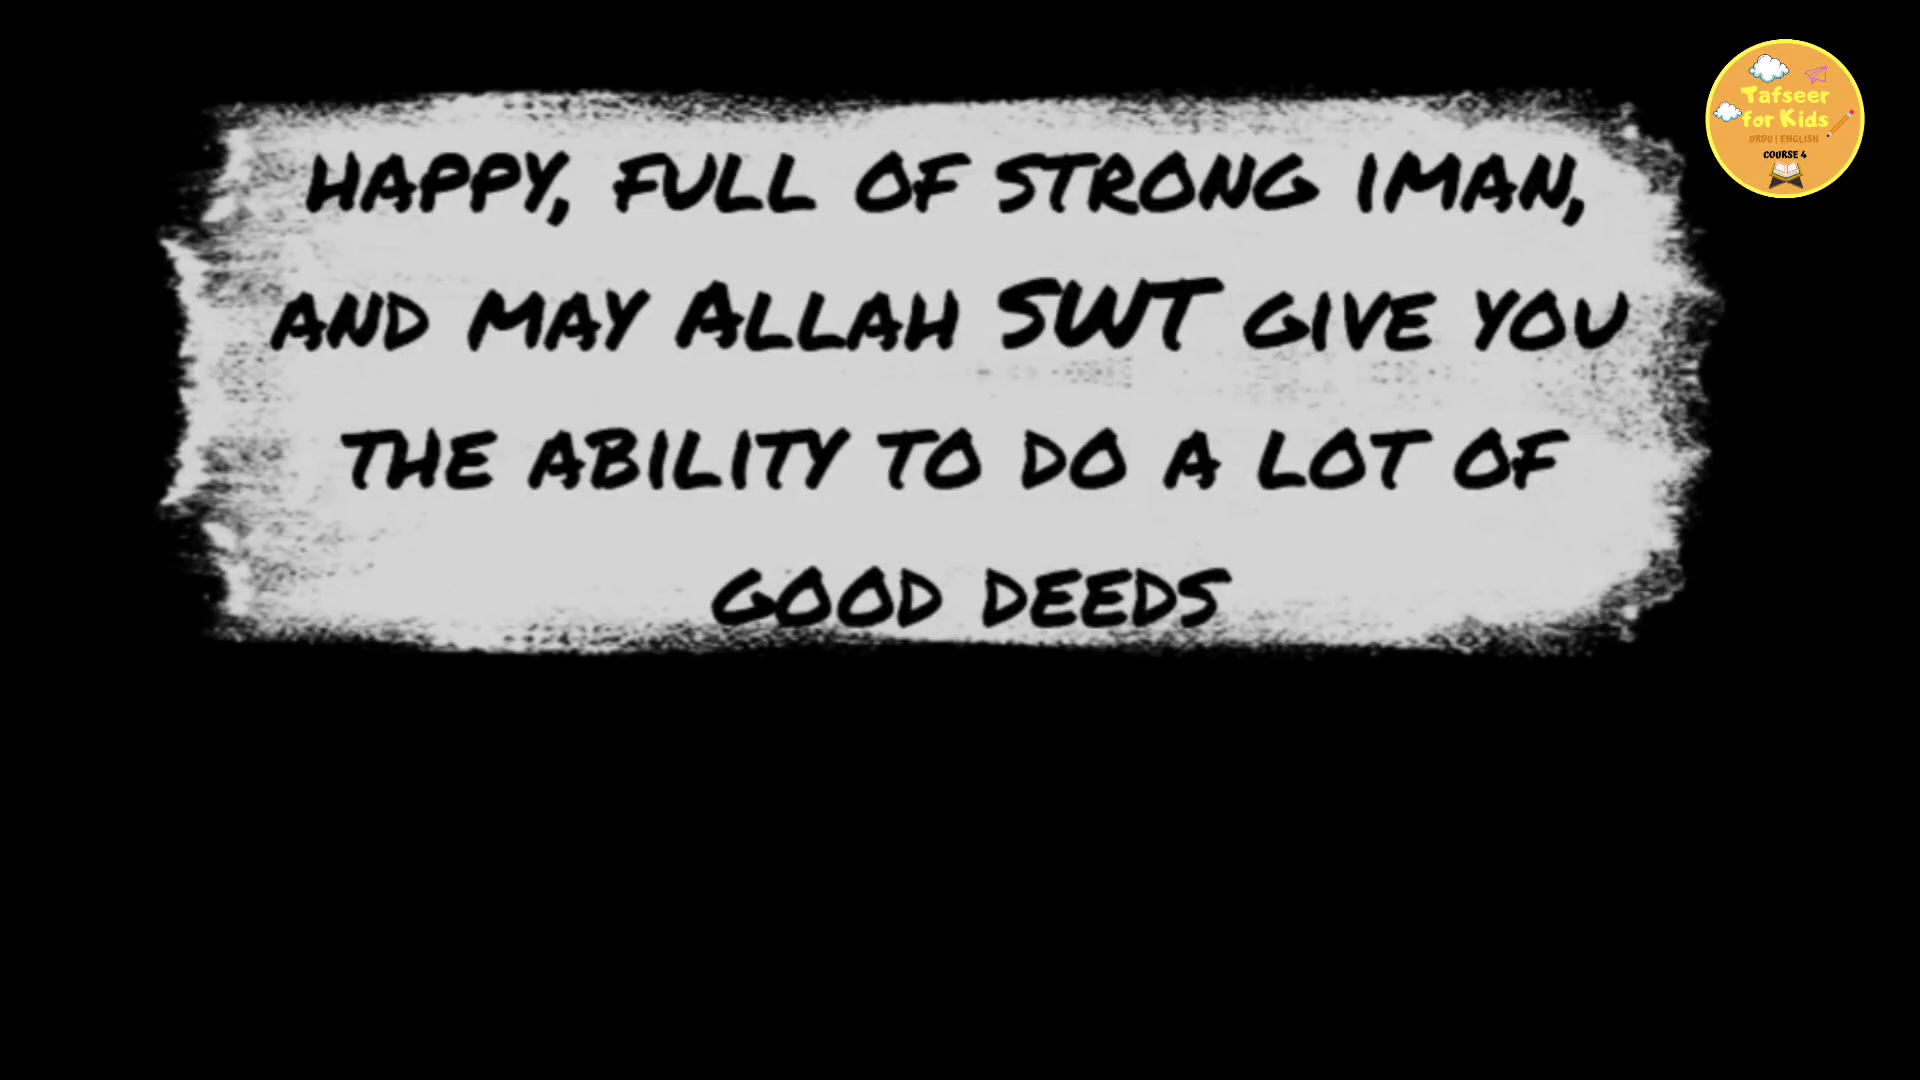 HAPPY, FULL OF STRONG IMAN,
AND MAY ALLAH SWT GIVE YOU
THE ABILITY TO DO A LOT OF
GOOD DEEDS
Tafseer
for Kids
URDU | ENGLISH
COURSE 4